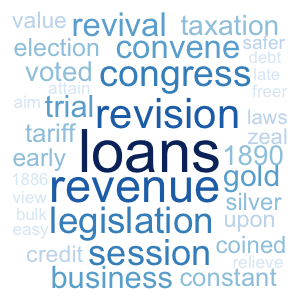 value revival taxation
election convene safer
voted congress debt
late
attain freer
aim trial revision laws
tariff zeal
early loans 1890
1886 revenue gold
view silver
bulk legislation upon
easy
credit session coined
relieve
business constant